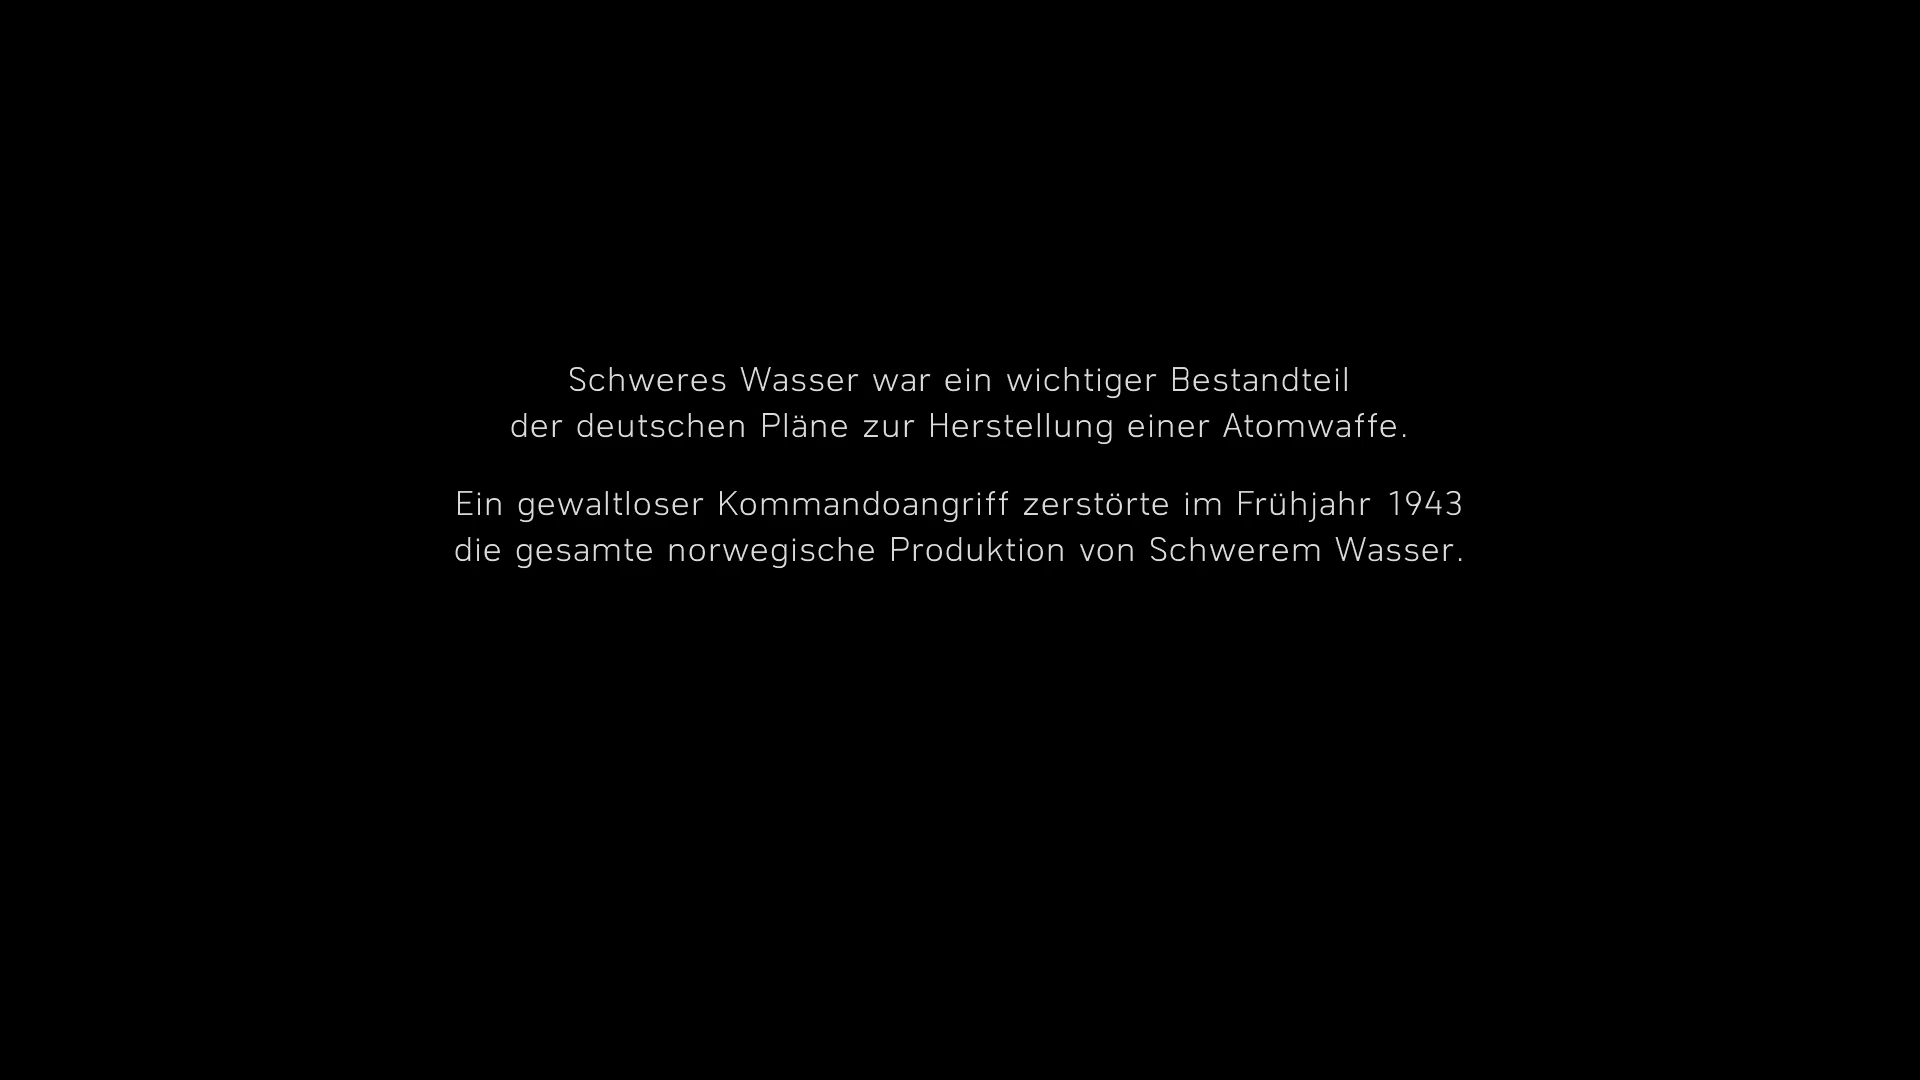 Schweres Wasser war ein wichtiger Bestandteil
der deutschen Pläne zur Herstellung einer Atomwaffe.
Ein gewaltloser Kommandoangriff zerstörte im Frühjahr 1943
die gesamte norwegische Produktion von Schwerem Wasser.